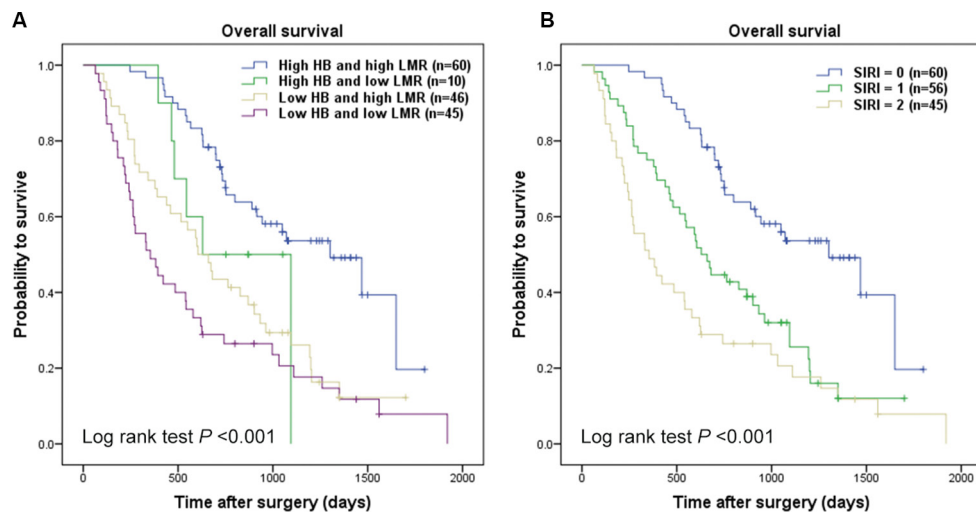 A
Overall survival
High HB and high LMR (n=60)
High HB and low LMR (n=10)
Low HB and high LMR (n=46)
Low HB and low LMR (n=45)
Probability to survive
1.0
0.8
0.6
0.4
0.2
0.0
Log rank test P <0.001
0 500 1000 1500 2000
Time after surgery (days)
B
Overall survival
SIRI = 0 (n=60)
SIRI = 1 (n=56)
SIRI = 2 (n=45)
Probability to survive
1.0
0.8
0.6
0.4
0.2
0.0
Log rank test P <0.001
0 500 1000 1500 2000
Time after surgery (days)